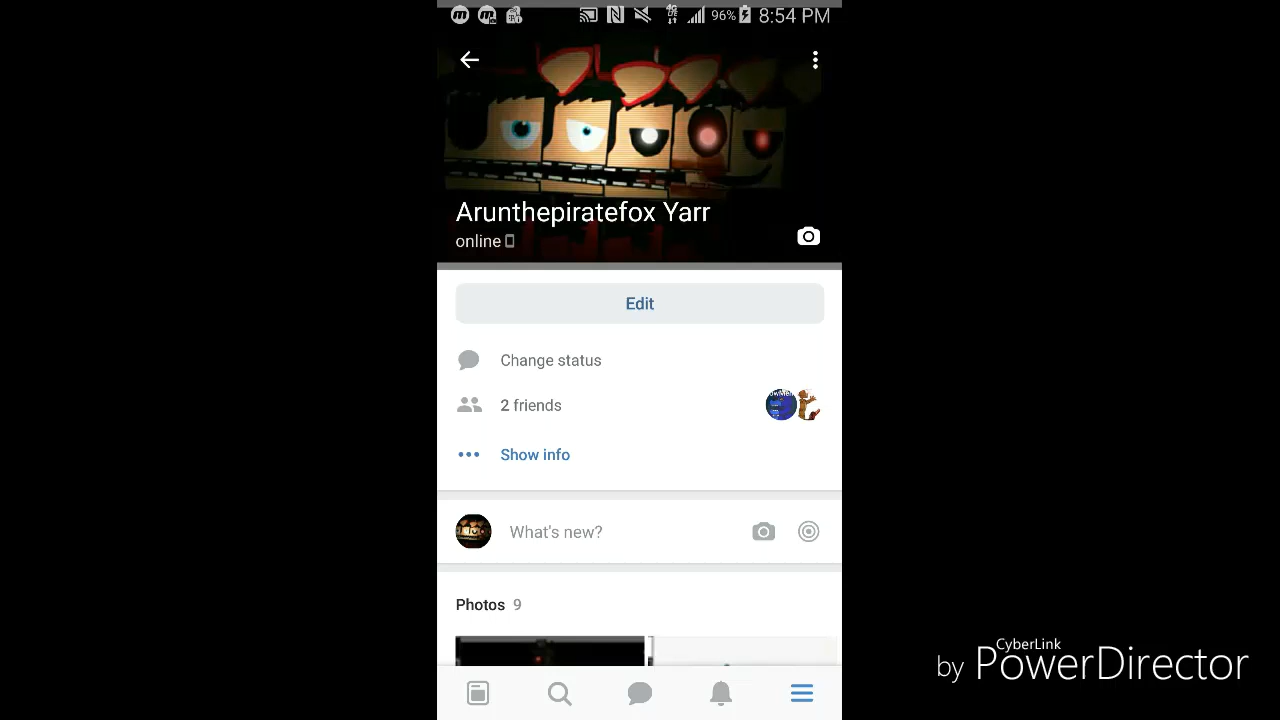 96% 8:54 PM
Arunthepiratefox Yarr
online
Edit
Change status
2 friends
Show info
What's new?
Photos 9
CyberLink
by PowerDirector